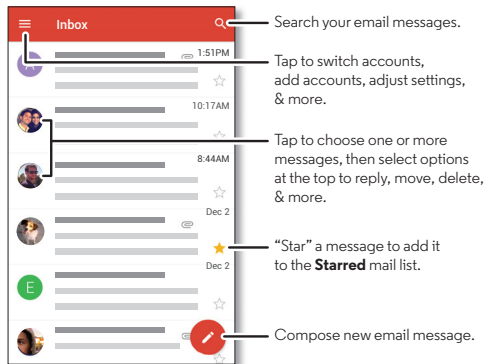 Inbox
Search your email messages.
1:51PM
A
Tap to switch accounts,
add accounts, adjust settings,
& more.
10:17AM
Tap to choose one or more
messages, then select options
at the top to reply, move, delete,
& more.
8:44AM
Dec 2
"Star" a message to add it
to the Starred mail list.
Dec 2
E
Compose new email message.